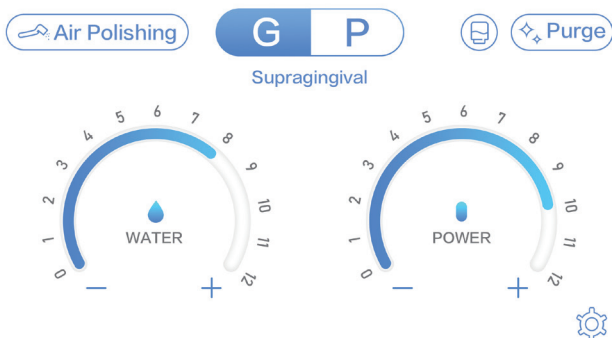 Air Polishing
G P
Purge
Supragingival
0 1 2 3 4 5 6 7 8 9 10 11 12
WATER
− +
0 1 2 3 4 5 6 7 8 9 10 11 12
POWER
− +